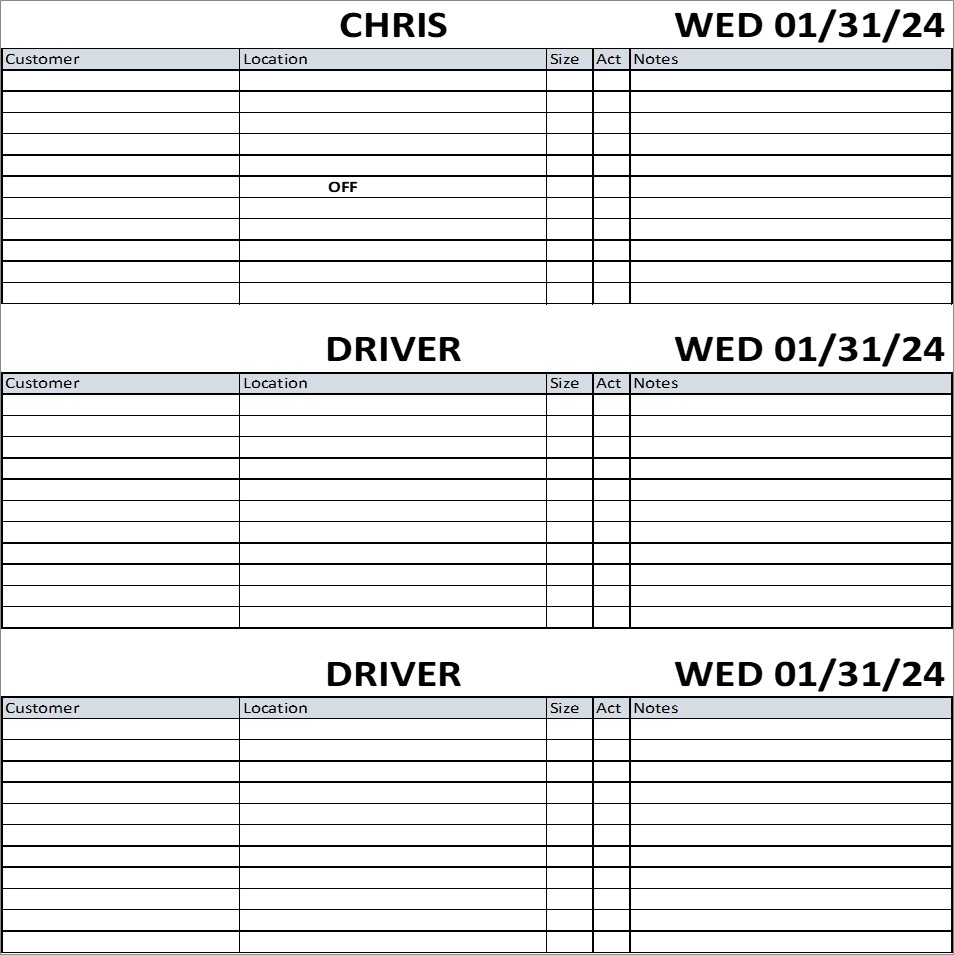 CHRIS WED 01/31/24
Customer Location Size Act Notes
OFF
DRIVER WED 01/31/24
Customer Location Size Act Notes
DRIVER WED 01/31/24
Customer Location Size Act Notes